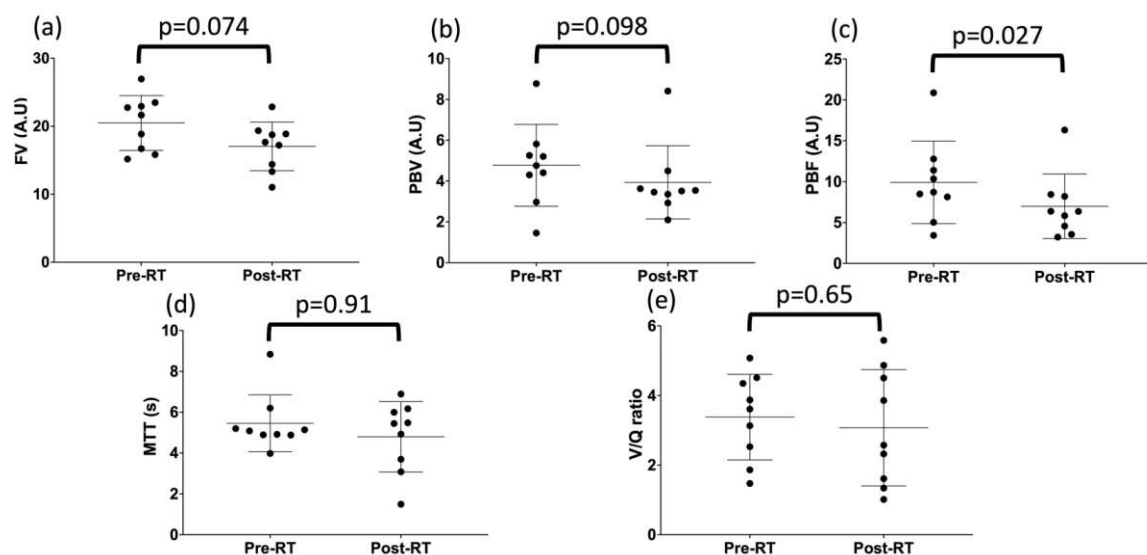 (a)
p=0.074
FV (A.U)
30
20
10
0
Pre-RT
Post-RT
(b)
p=0.098
PBV (A.U)
10
8
6
4
2
0
Pre-RT
Post-RT
(c)
p=0.027
PBF (A.U)
25
20
15
10
5
0
Pre-RT
Post-RT
(d)
p=0.91
MTT (s)
10
8
6
4
2
0
Pre-RT
Post-RT
(e)
p=0.65
V/Q ratio
6
4
2
0
Pre-RT
Post-RT